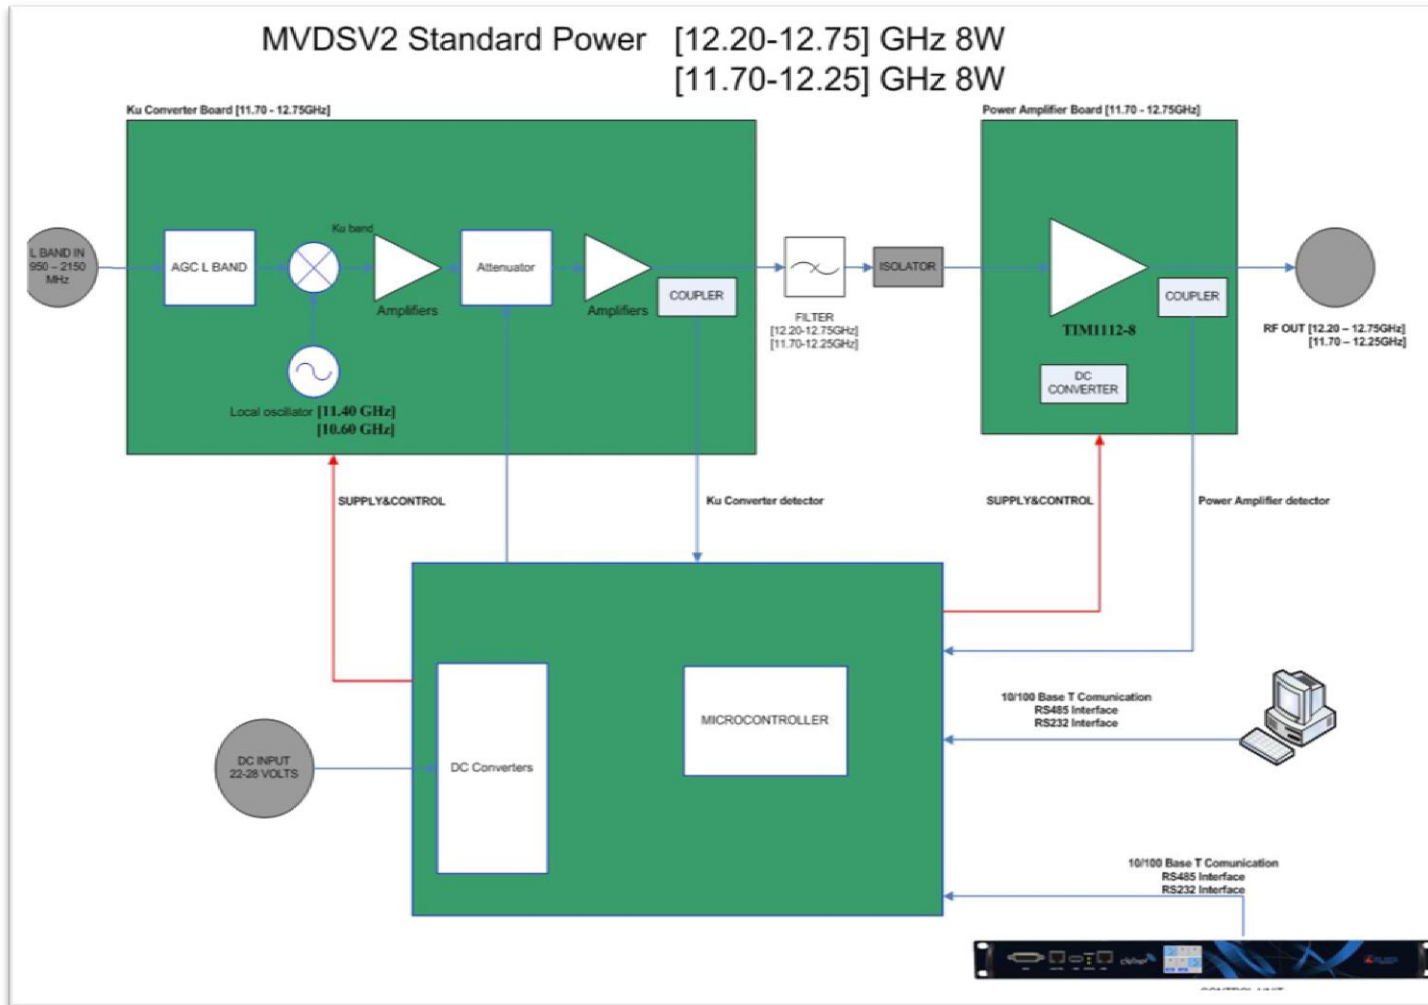 MVDSV2 Standard Power [12.20-12.75] GHz 8W
[11.70-12.25] GHz 8W
Ku Converter Board [11.70 - 12.75GHz]
Power Amplifier Board [11.70 - 12.75GHz]
L BAND IN
950 – 2150
MHz
AGC L BAND
Ku band
Amplifiers
Attenuator
Amplifiers
COUPLER
Local osciliator [11.40 GHz]
[10.60 GHz]
FILTER
[12.20-12.75GHz]
[11.70-12.25GHz]
ISOLATOR
TIM1112-8
COUPLER
DC
CONVERTER
RF OUT [12.20 – 12.75GHz]
[11.70 – 12.25GHz]
SUPPLY&CONTROL
Ku Converter detector
SUPPLY&CONTROL
Power Amplifier detector
DC INPUT
22-28 VOLTS
DC Converters
MICROCONTROLLER
10/100 Base T Comunication
RS485 Interface
RS232 Interface
10/100 Base T Comunication
RS485 Interface
RS232 Interface
CONTROL UNIT